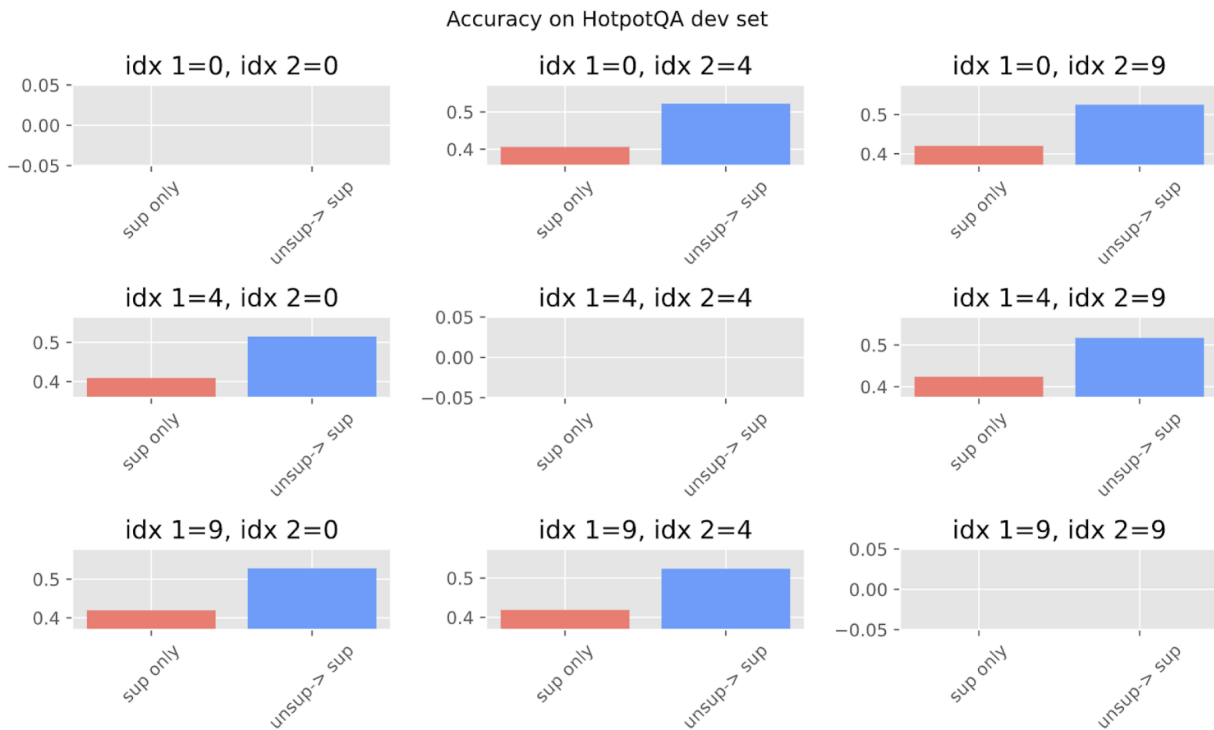 Accuracy on HotpotQA dev set
idx 1=0, idx 2=0
0.05
0.00
−0.05
sup only
unsup-> sup
idx 1=0, idx 2=4
0.5
0.4
sup only
unsup-> sup
idx 1=0, idx 2=9
0.5
0.4
sup only
unsup-> sup
idx 1=4, idx 2=0
0.5
0.4
sup only
unsup-> sup
idx 1=4, idx 2=4
0.05
0.00
−0.05
sup only
unsup-> sup
idx 1=4, idx 2=9
0.5
0.4
sup only
unsup-> sup
idx 1=9, idx 2=0
0.5
0.4
sup only
unsup-> sup
idx 1=9, idx 2=4
0.5
0.4
sup only
unsup-> sup
idx 1=9, idx 2=9
0.05
0.00
−0.05
sup only
unsup-> sup